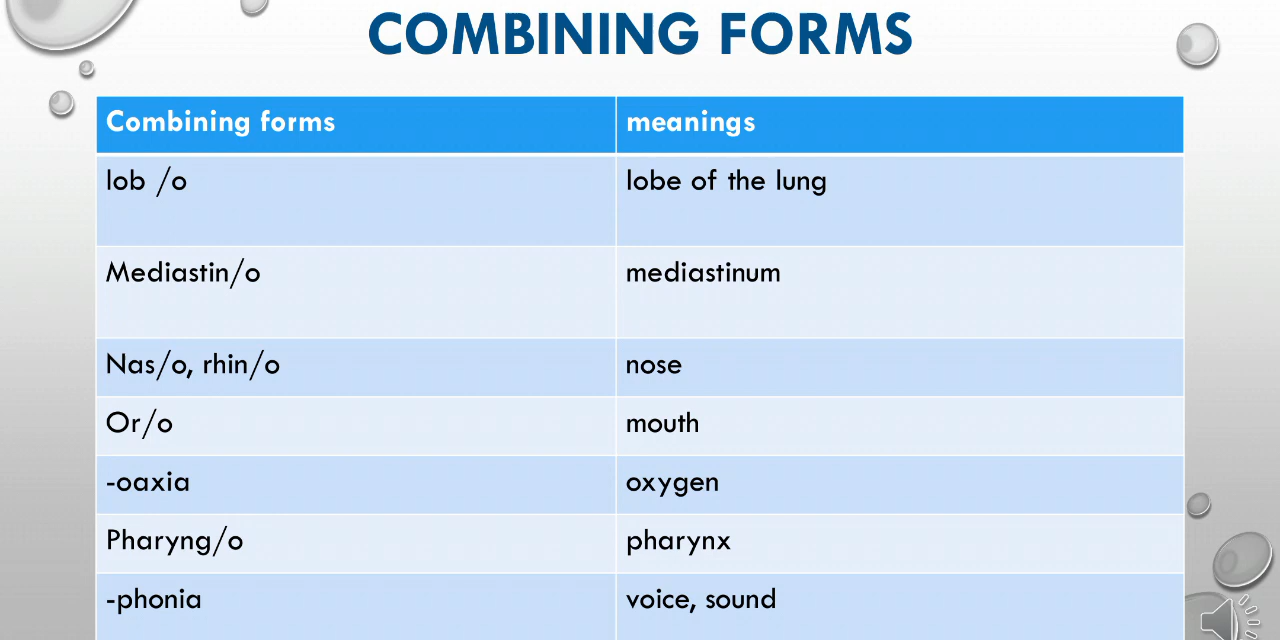 COMBINING FORMS
Combining forms meanings
lob /o lobe of the lung
Mediastin/o mediastinum
Nas/o, rhin/o nose
Or/o mouth
-oaxia oxygen
Pharyng/o pharynx
-phonia voice, sound